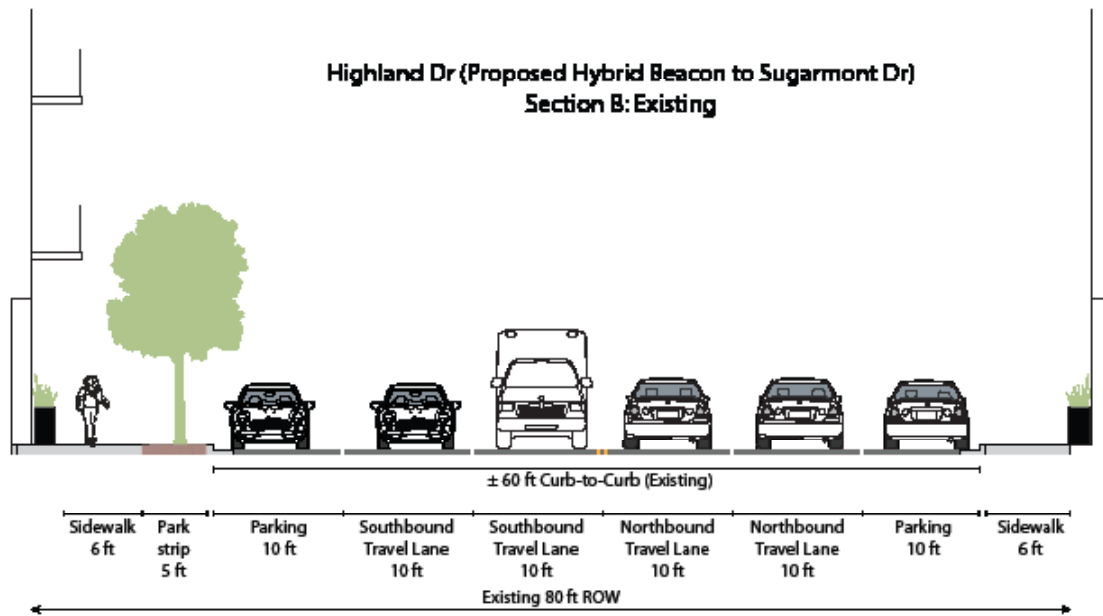 Highland Dr (Proposed Hybrid Beacon to Sugarmont Dr)
Section B: Existing
± 60 ft Curb-to-Curb (Existing)
Sidewalk
6 ft
Park
strip
5 ft
Parking
10 ft
Southbound
Travel Lane
10 ft
Southbound
Travel Lane
10 ft
Northbound
Travel Lane
10 ft
Northbound
Travel Lane
10 ft
Parking
10 ft
Sidewalk
6 ft
Existing 80 ft ROW